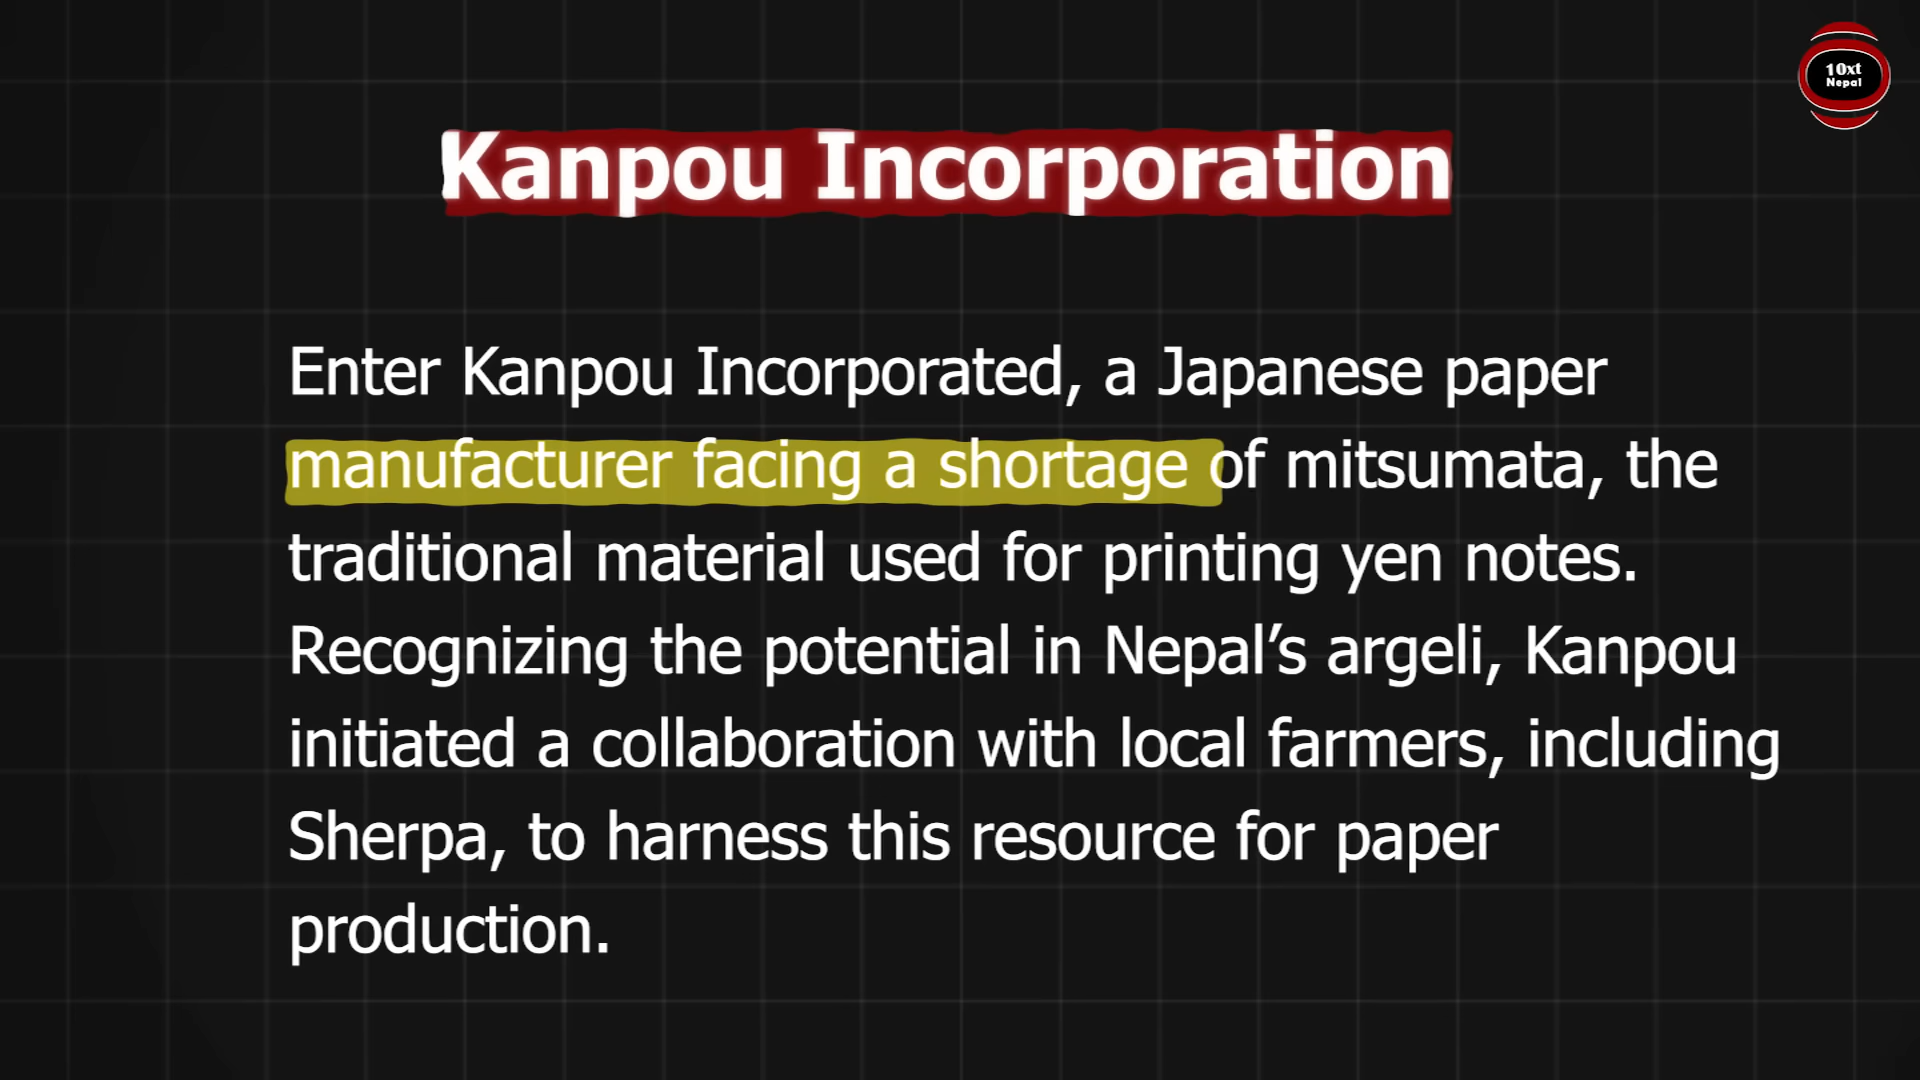 10xt
Nepal
Kanpou Incorporation
Enter Kanpou Incorporated, a Japanese paper
manufacturer facing a shortage of mitsumata, the
traditional material used for printing yen notes.
Recognizing the potential in Nepal’s argeli, Kanpou
initiated a collaboration with local farmers, including
Sherpa, to harness this resource for paper
production.